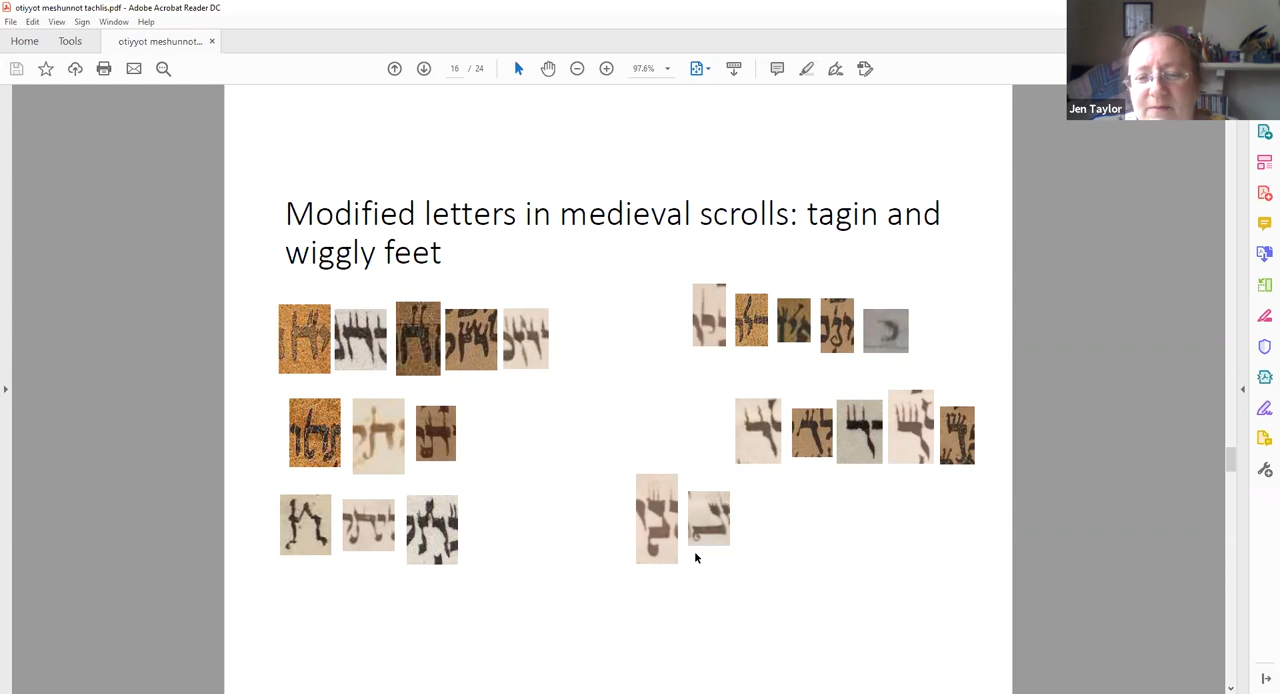 otiyyot meshunnot tachlis.pdf - Adobe Acrobat Reader DC
File Edit View Sign Window Help
Home Tools otiyyot meshunnot... ×
16 / 24 97.6%
Jen Taylor
Modified letters in medieval scrolls: tagin and
wiggly feet